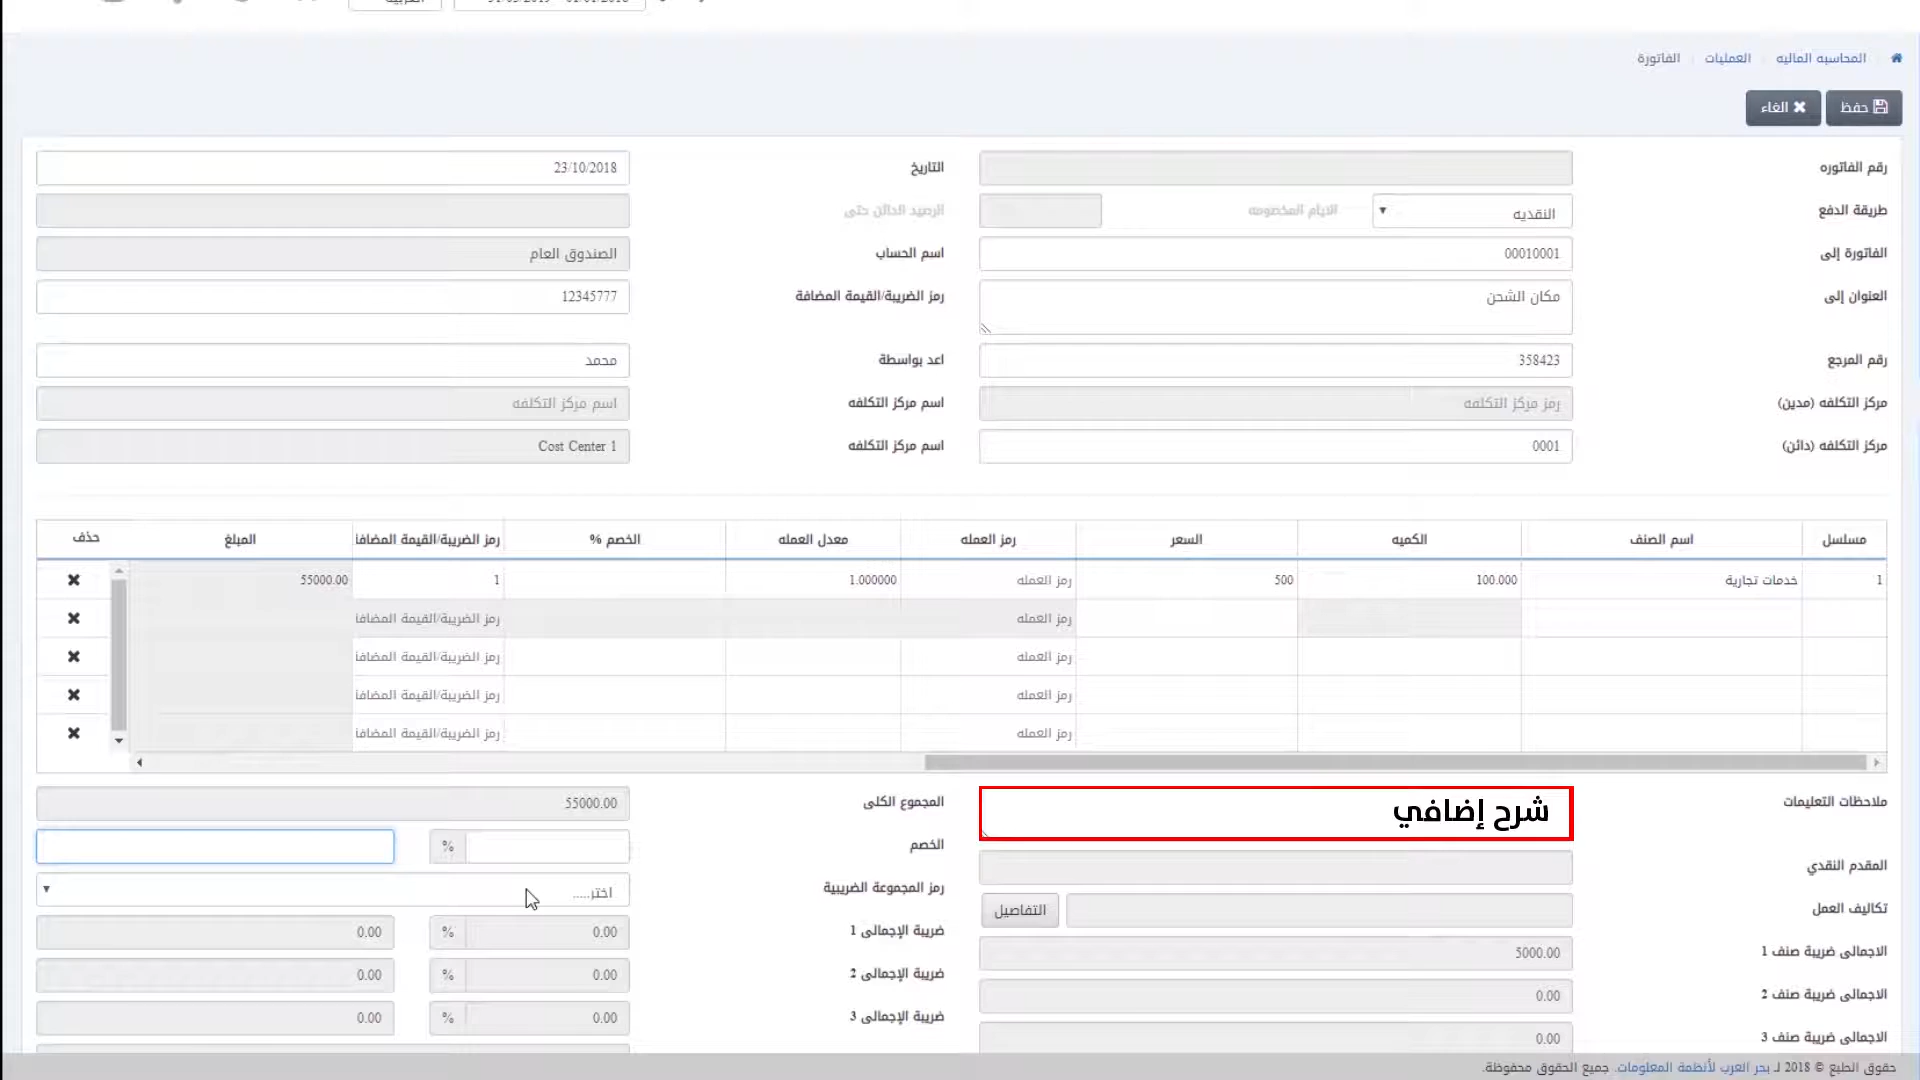 المحاسبه الماليه العمليات الفاتورة
حفظ الغاء
رقم الفاتوره التاريخ 23/10/2018
طريقة الدفع النقديه الايام المخصومه الرصيد الدائن حتى
الفاتورة إلى 00010001 اسم الحساب الصندوق العام
العنوان إلى مكان الشحن رمز الضريبة/القيمة المضافة 12345777
رقم المرجع 358423 اعد بواسطة محمد
مركز التكلفه (مدين) رمز مركز التكلفه اسم مركز التكلفه اسم مركز التكلفه
مركز التكلفه (دائن) 0001 اسم مركز التكلفه Cost Center 1
مسلسل اسم الصنف الكميه السعر رمز العمله معدل العمله الخصم % رمز الضريبة/القيمة المضافا المبلغ حذف
1 خدمات تجارية 100.000 500 رمز العمله 1.000000 1 55000.00
رمز العمله رمز الضريبة/القيمة المضافا
رمز العمله رمز الضريبة/القيمة المضافا
رمز العمله رمز الضريبة/القيمة المضافا
رمز العمله رمز الضريبة/القيمة المضافا
ملاحظات التعليمات شرح إضافي المجموع الكلى 55000.00
الخصم %
المقدم النقدي رمز المجموعة الضريبية اختر.....
تكاليف العمل التفاصيل ضريبة الإجمالى 1 0.00 % 0.00
الاجمالى ضريبة صنف 1 5000.00 ضريبة الإجمالى 2 0.00 % 0.00
الاجمالى ضريبة صنف 2 0.00 ضريبة الإجمالى 3 0.00 % 0.00
الاجمالى ضريبة صنف 3 0.00
حقوق الطبع © 2018 لـ بحر العرب لأنظمة المعلومات. جميع الحقوق محفوظة.